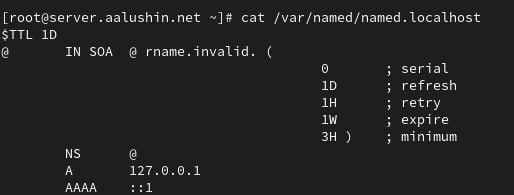 [root@server.aalushin.net ~]# cat /var/named/named.localhost
$TTL 1D
@       IN SOA  @ rname.invalid. (
                                        0       ; serial
                                        1D      ; refresh
                                        1H      ; retry
                                        1W      ; expire
                                        3H )    ; minimum
        NS      @
        A       127.0.0.1
        AAAA    ::1